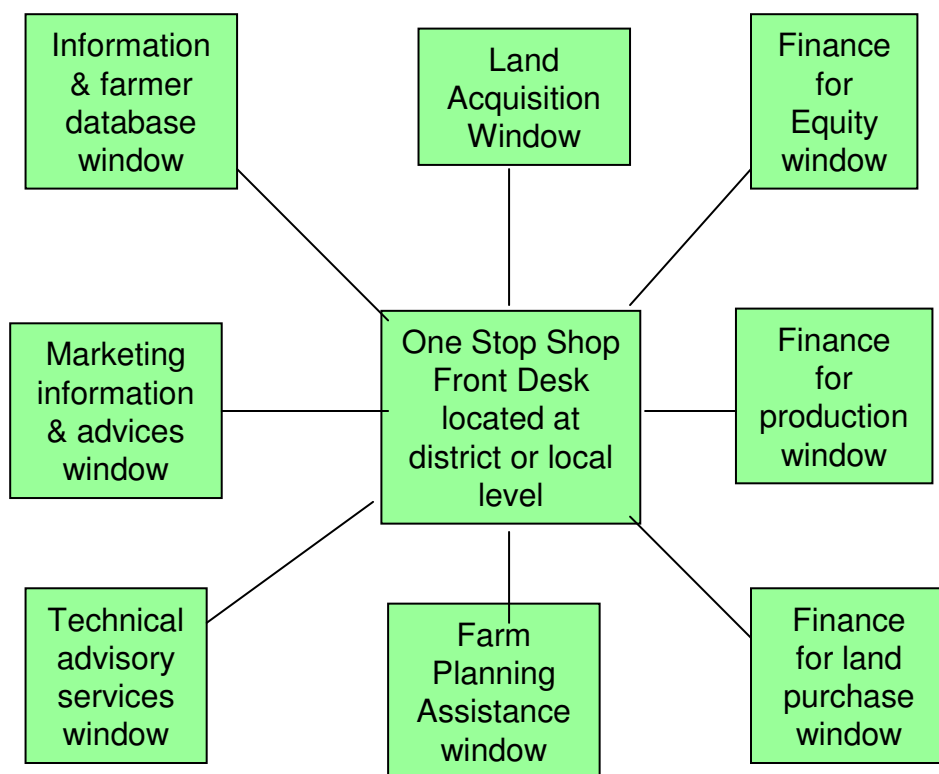 Information
& farmer
database
window
Land
Acquisition
Window
Finance
for
Equity
window
Marketing
information
& advices
window
One Stop Shop
Front Desk
located at
district or local
level
Finance
for
production
window
Technical
advisory
services
window
Farm
Planning
Assistance
window
Finance
for land
purchase
window